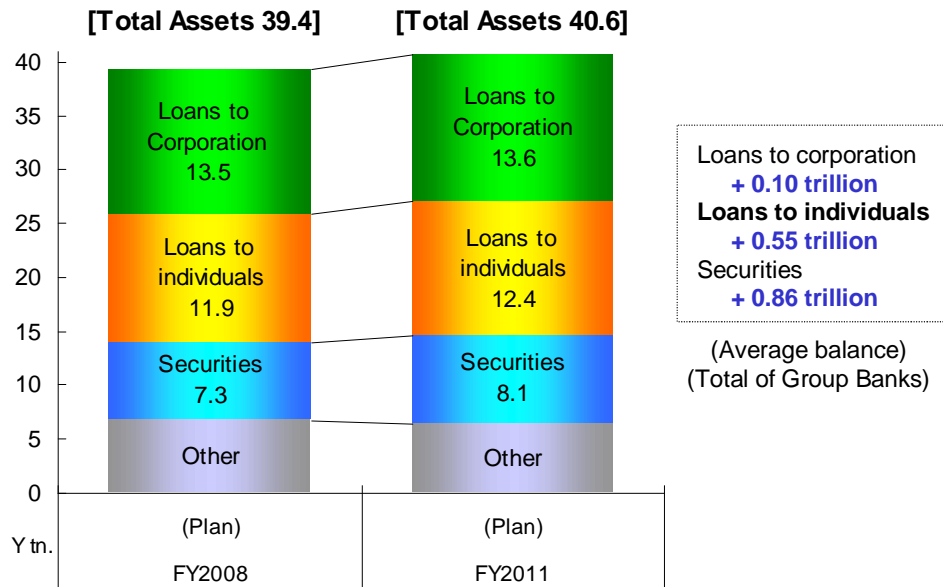 [Total Assets 39.4]
[Total Assets 40.6]
40
35
30
25
20
15
10
5
0
Loans to
Corporation
13.5
Loans to
individuals
11.9
Securities
7.3
Other
Loans to
Corporation
13.6
Loans to
individuals
12.4
Securities
8.1
Other
Loans to corporation
+ 0.10 trillion
Loans to individuals
+ 0.55 trillion
Securities
+ 0.86 trillion
(Average balance)
(Total of Group Banks)
Y tn.
(Plan)
FY2008
(Plan)
FY2011